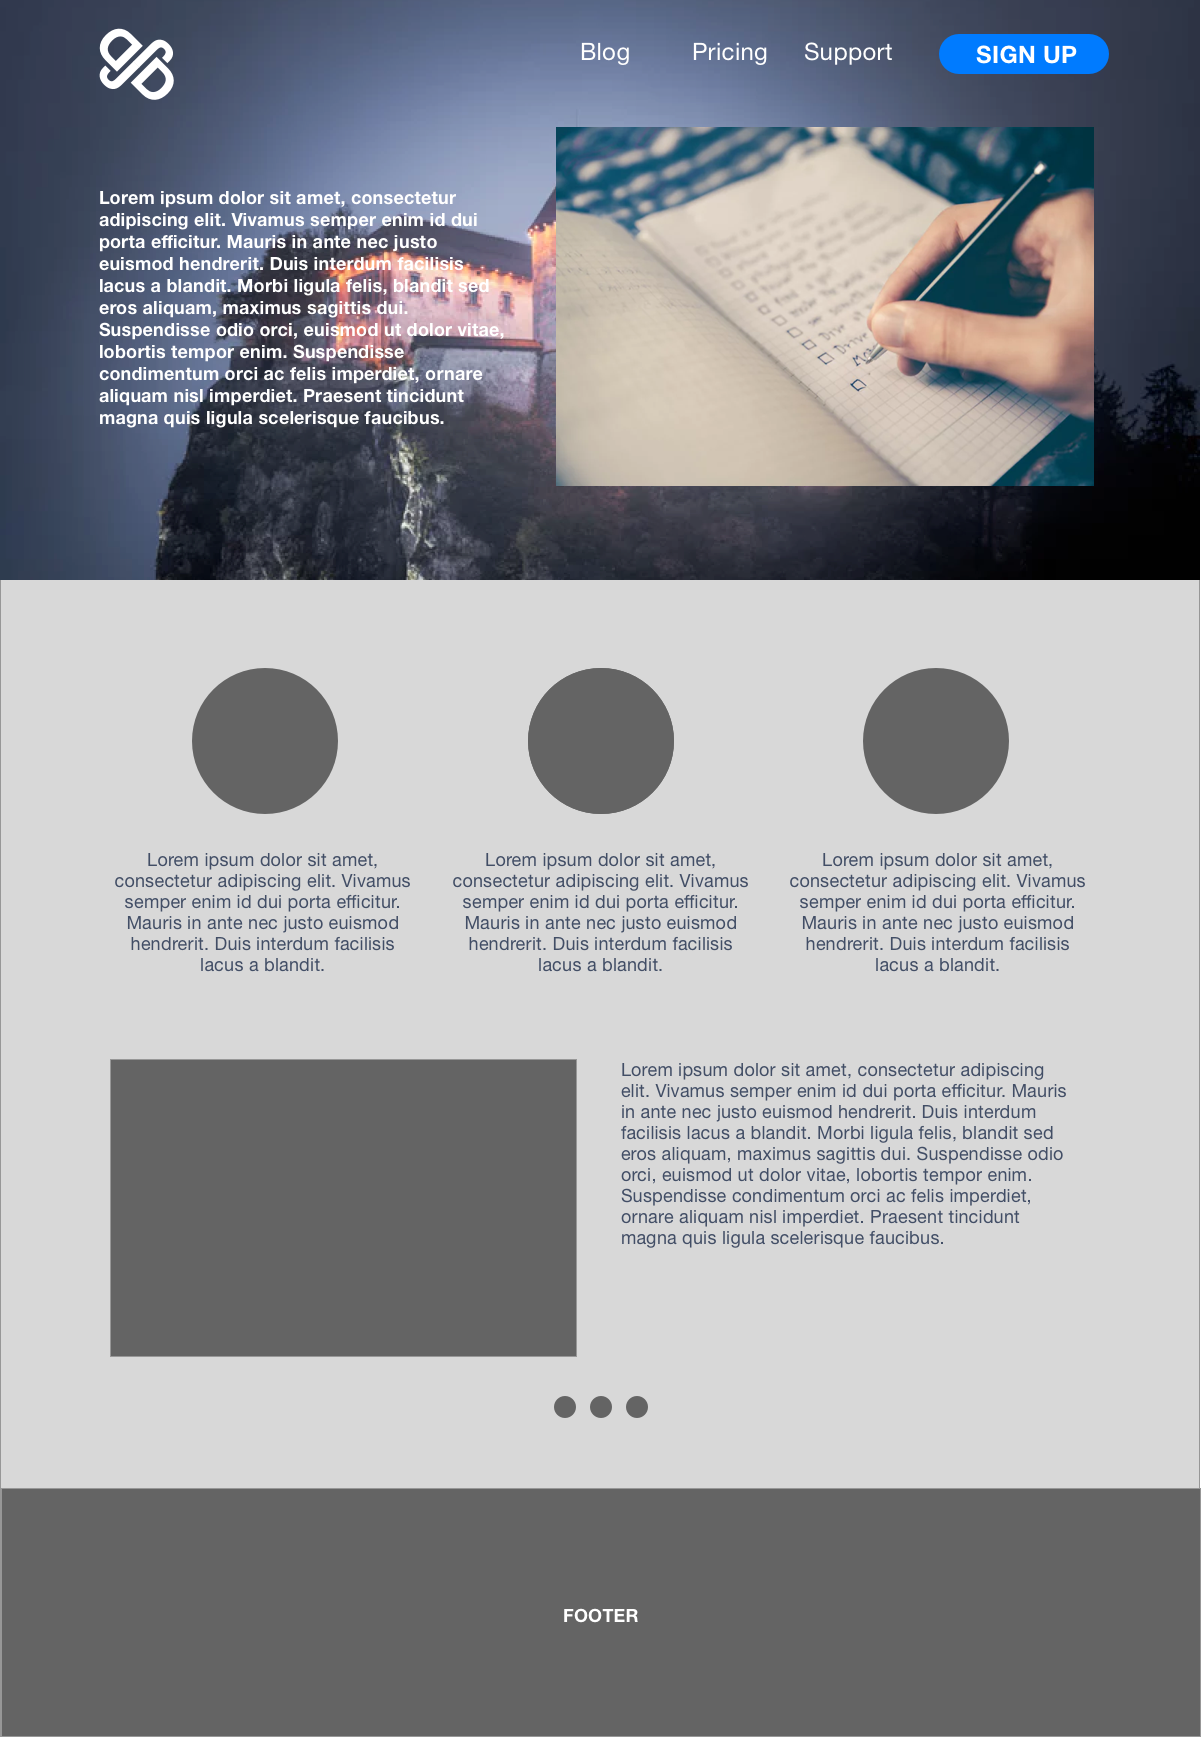 Blog Pricing Support SIGN UP
Lorem ipsum dolor sit amet, consectetur
adipiscing elit. Vivamus semper enim id dui
porta efficitur. Mauris in ante nec justo
euismod hendrerit. Duis interdum facilisis
lacus a blandit. Morbi ligula felis, blandit sed
eros aliquam, maximus sagittis dui.
Suspendisse odio orci, euismod ut dolor vitae,
lobortis tempor enim. Suspendisse
condimentum orci ac felis imperdiet, ornare
aliquam nisl imperdiet. Praesent tincidunt
magna quis ligula scelerisque faucibus.
Lorem ipsum dolor sit amet,
consectetur adipiscing elit. Vivamus
semper enim id dui porta efficitur.
Mauris in ante nec justo euismod
hendrerit. Duis interdum facilisis
lacus a blandit.
Lorem ipsum dolor sit amet,
consectetur adipiscing elit. Vivamus
semper enim id dui porta efficitur.
Mauris in ante nec justo euismod
hendrerit. Duis interdum facilisis
lacus a blandit.
Lorem ipsum dolor sit amet,
consectetur adipiscing elit. Vivamus
semper enim id dui porta efficitur.
Mauris in ante nec justo euismod
hendrerit. Duis interdum facilisis
lacus a blandit.
Lorem ipsum dolor sit amet, consectetur adipiscing
elit. Vivamus semper enim id dui porta efficitur. Mauris
in ante nec justo euismod hendrerit. Duis interdum
facilisis lacus a blandit. Morbi ligula felis, blandit sed
eros aliquam, maximus sagittis dui. Suspendisse odio
orci, euismod ut dolor vitae, lobortis tempor enim.
Suspendisse condimentum orci ac felis imperdiet,
ornare aliquam nisl imperdiet. Praesent tincidunt
magna quis ligula scelerisque faucibus.
FOOTER